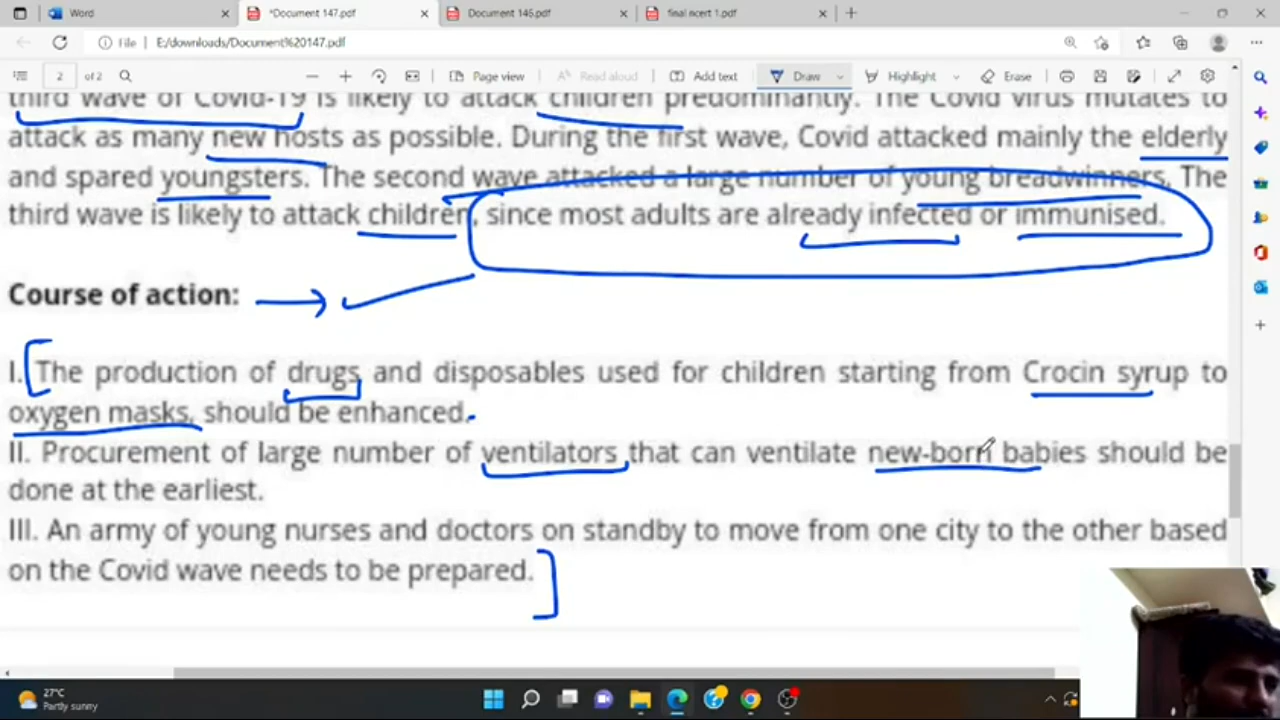 Word
*Document 147.pdf
Document 146.pdf
final ncert 1.pdf
File
E:/downloads/Document%20147.pdf
2
of 2
Page view
Read aloud
Add text
Draw
Highlight
Erase
third wave of Covid-19 is likely to attack children predominantly. The Covid virus mutates to
attack as many new hosts as possible. During the first wave, Covid attacked mainly the elderly
and spared youngsters. The second wave attacked a large number of young breadwinners. The
third wave is likely to attack children, since most adults are already infected or immunised.
Course of action:
I. The production of drugs and disposables used for children starting from Crocin syrup to
oxygen masks, should be enhanced.
II. Procurement of large number of ventilators that can ventilate new-born babies should be
done at the earliest.
III. An army of young nurses and doctors on standby to move from one city to the other based
on the Covid wave needs to be prepared.
27°C
Partly sunny